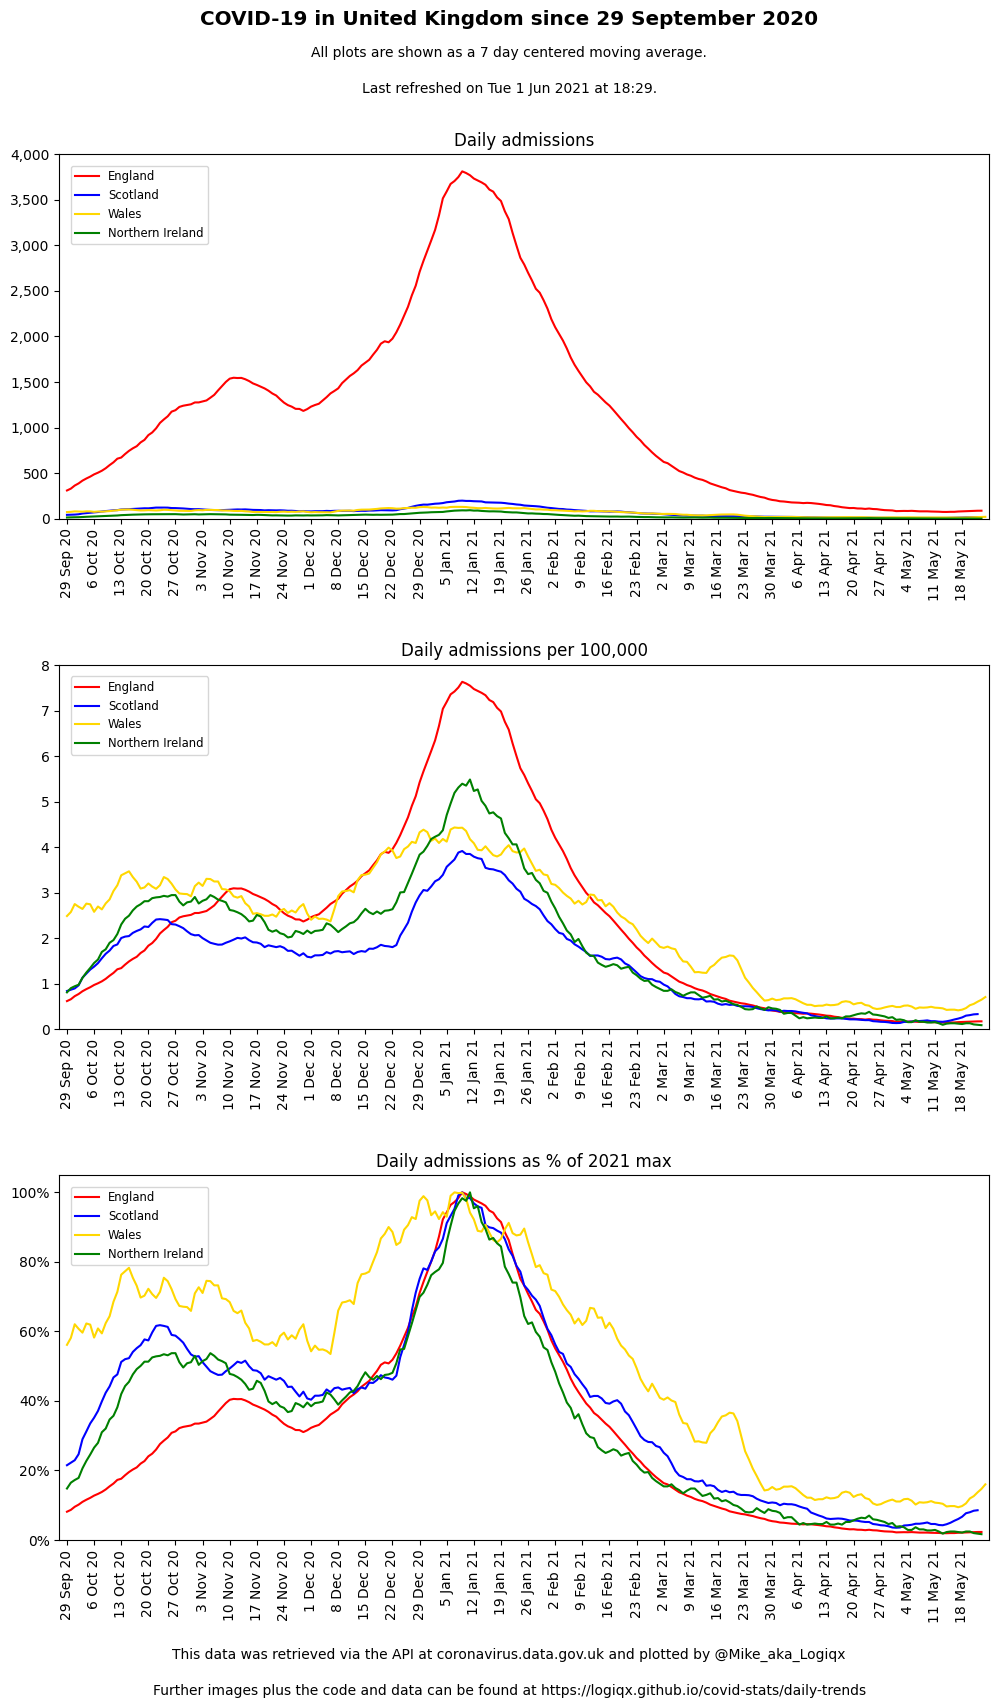 COVID-19 in United Kingdom since 29 September 2020
All plots are shown as a 7 day centered moving average.
Last refreshed on Tue 1 Jun 2021 at 18:29.
Daily admissions
4,000
3,500
3,000
2,500
2,000
1,500
1,000
500
0
England
Scotland
Wales
Northern Ireland
29 Sep 20
6 Oct 20
13 Oct 20
20 Oct 20
27 Oct 20
3 Nov 20
10 Nov 20
17 Nov 20
24 Nov 20
1 Dec 20
8 Dec 20
15 Dec 20
22 Dec 20
29 Dec 20
5 Jan 21
12 Jan 21
19 Jan 21
26 Jan 21
2 Feb 21
9 Feb 21
16 Feb 21
23 Feb 21
2 Mar 21
9 Mar 21
16 Mar 21
23 Mar 21
30 Mar 21
6 Apr 21
13 Apr 21
20 Apr 21
27 Apr 21
4 May 21
11 May 21
18 May 21
Daily admissions per 100,000
8
7
6
5
4
3
2
1
0
England
Scotland
Wales
Northern Ireland
29 Sep 20
6 Oct 20
13 Oct 20
20 Oct 20
27 Oct 20
3 Nov 20
10 Nov 20
17 Nov 20
24 Nov 20
1 Dec 20
8 Dec 20
15 Dec 20
22 Dec 20
29 Dec 20
5 Jan 21
12 Jan 21
19 Jan 21
26 Jan 21
2 Feb 21
9 Feb 21
16 Feb 21
23 Feb 21
2 Mar 21
9 Mar 21
16 Mar 21
23 Mar 21
30 Mar 21
6 Apr 21
13 Apr 21
20 Apr 21
27 Apr 21
4 May 21
11 May 21
18 May 21
Daily admissions as % of 2021 max
100%
80%
60%
40%
20%
0%
England
Scotland
Wales
Northern Ireland
29 Sep 20
6 Oct 20
13 Oct 20
20 Oct 20
27 Oct 20
3 Nov 20
10 Nov 20
17 Nov 20
24 Nov 20
1 Dec 20
8 Dec 20
15 Dec 20
22 Dec 20
29 Dec 20
5 Jan 21
12 Jan 21
19 Jan 21
26 Jan 21
2 Feb 21
9 Feb 21
16 Feb 21
23 Feb 21
2 Mar 21
9 Mar 21
16 Mar 21
23 Mar 21
30 Mar 21
6 Apr 21
13 Apr 21
20 Apr 21
27 Apr 21
4 May 21
11 May 21
18 May 21
This data was retrieved via the API at coronavirus.data.gov.uk and plotted by @Mike_aka_Logiqx
Further images plus the code and data can be found at https://logiqx.github.io/covid-stats/daily-trends